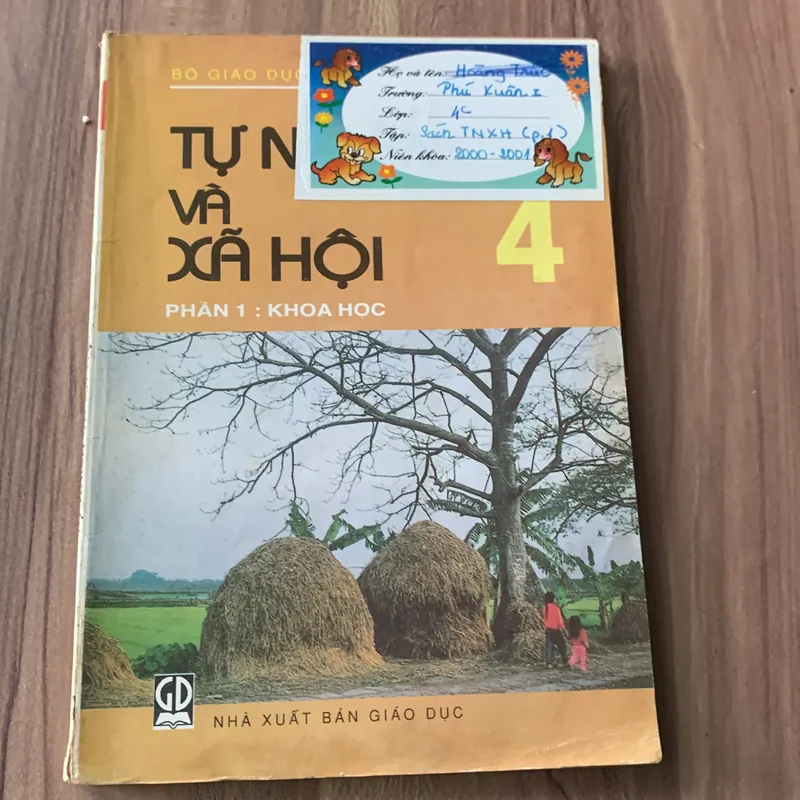 BỘ GIÁO DỤC
Họ và tên: Hoàng Trúc
Trường: Phú Xuân I
Lớp: 4C
Tập: Sách TNXH (p.1)
Niên khóa: 2000-2001
TỰ N
VÀ
XÃ HỘI
4
PHẦN 1 : KHOA HỌC
GD
NHÀ XUẤT BẢN GIÁO DỤC